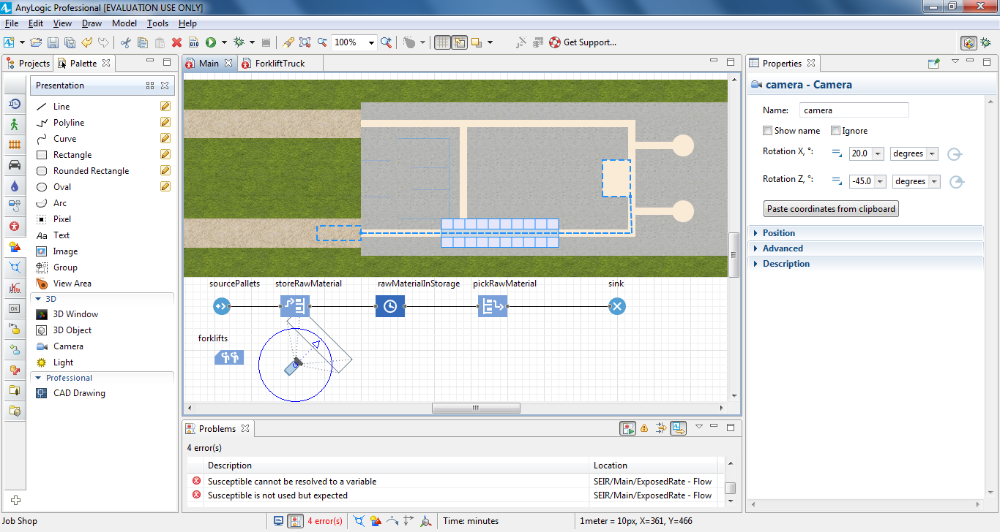 AnyLogic Professional [EVALUATION USE ONLY]
File Edit View Draw Model Tools Help
100% Get Support...
Projects Palette
Main ForkliftTruck
Properties
Presentation
Line
Polyline
Curve
Rectangle
Rounded Rectangle
Oval
Arc
Pixel
Aa Text
Image
Group
View Area
3D
3D Window
3D Object
Camera
Light
Professional
CAD Drawing
sourcePallets storeRawMaterial rawMaterialInStorage pickRawMaterial sink
forklifts
camera - Camera
Name: camera
Show name Ignore
Rotation X, °: 20.0 degrees
Rotation Z, °: -45.0 degrees
Paste coordinates from clipboard
Position
Advanced
Description
Problems
4 error(s)
Description Location
Susceptible cannot be resolved to a variable SEIR/Main/ExposedRate - Flow
Susceptible is not used but expected SEIR/Main/ExposedRate - Flow
Job Shop 4 error(s) Time: minutes 1meter = 10px, X=361, Y=466